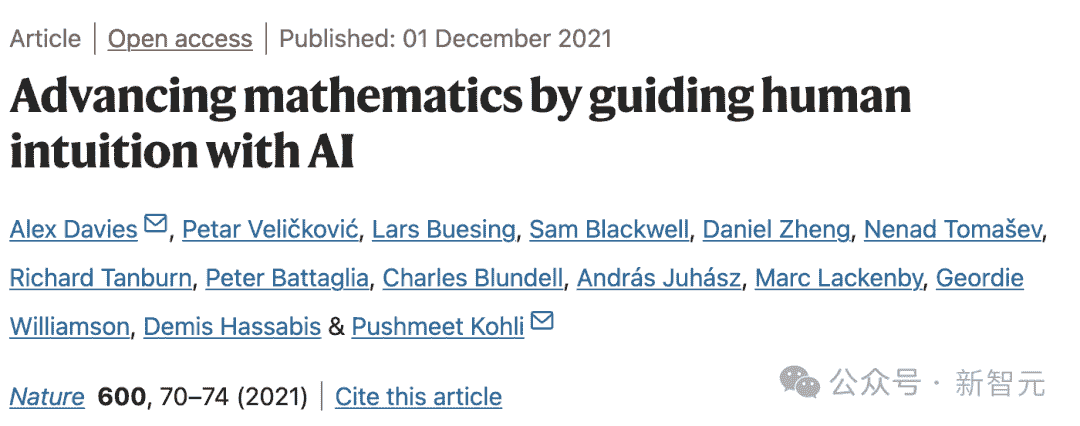 Article | Open access | Published: 01 December 2021
Advancing mathematics by guiding human
intuition with AI
Alex Davies, Petar Veličković, Lars Buesing, Sam Blackwell, Daniel Zheng, Nenad Tomašev,
Richard Tanburn, Peter Battaglia, Charles Blundell, András Juhász, Marc Lackenby, Geordie
Williamson, Demis Hassabis & Pushmeet Kohli
Nature 600, 70–74 (2021) | Cite this article
公众号 · 新智元